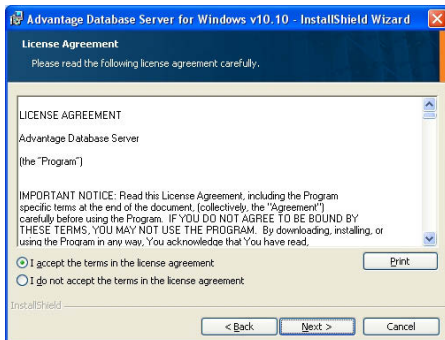 Advantage Database Server for Windows v10.10 - InstallShield Wizard
License Agreement
Please read the following license agreement carefully.
LICENSE AGREEMENT
Advantage Database Server
(the "Program")
IMPORTANT NOTICE: Read this License Agreement, including the Program
specific terms at the end of the document, (collectively, the "Agreement")
carefully before using the Program.  IF YOU DO NOT AGREE TO BE BOUND BY
THESE TERMS, YOU MAY NOT USE THE PROGRAM.  By downloading, installing, or
using the Program in any way, You acknowledge that You have read,
I accept the terms in the license agreement
Print
I do not accept the terms in the license agreement
InstallShield
< Back
Next >
Cancel